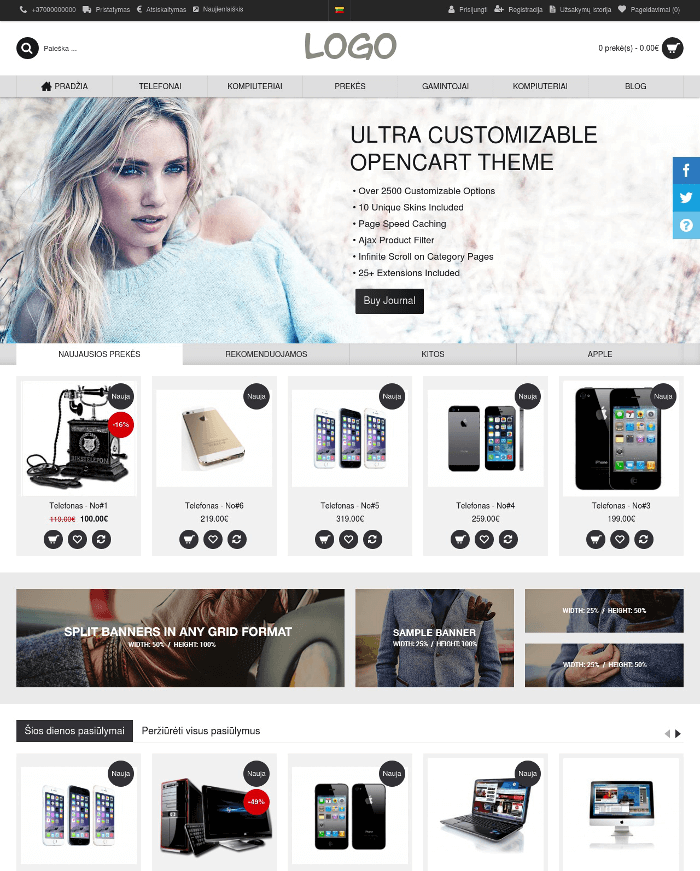 +37000000000 Pristatymas Atsiskaitymas Naujienlaiškis Prisijungti Registracija Užsakymų istorija Pageidavimai (0)
Paieška ... LOGO 0 prekė(s) - 0.00€
PRADŽIA TELEFONAI KOMPIUTERIAI PREKĖS GAMINTOJAI KOMPIUTERIAI BLOG
ULTRA CUSTOMIZABLE
OPENCART THEME
• Over 2500 Customizable Options
• 10 Unique Skins Included
• Page Speed Caching
• Ajax Product Filter
• Infinite Scroll on Category Pages
• 25+ Extensions Included
Buy Journal
NAUJAUSIOS PREKĖS REKOMENDUOJAMOS KITOS APPLE
Nauja Nauja Nauja Nauja Nauja
-16%
Telefonas - No#1 Telefonas - No#6 Telefonas - No#5 Telefonas - No#4 Telefonas - No#3
119.00€ 100.00€ 219.00€ 319.00€ 259.00€ 199.00€
SPLIT BANNERS IN ANY GRID FORMAT
WIDTH: 50% / HEIGHT: 100%
SAMPLE BANNER
WIDTH: 25% / HEIGHT: 100%
WIDTH: 25% / HEIGHT: 50%
WIDTH: 25% / HEIGHT: 50%
Šios dienos pasiūlymai Peržiūrėti visus pasiūlymus
Nauja Nauja Nauja Nauja
-49%